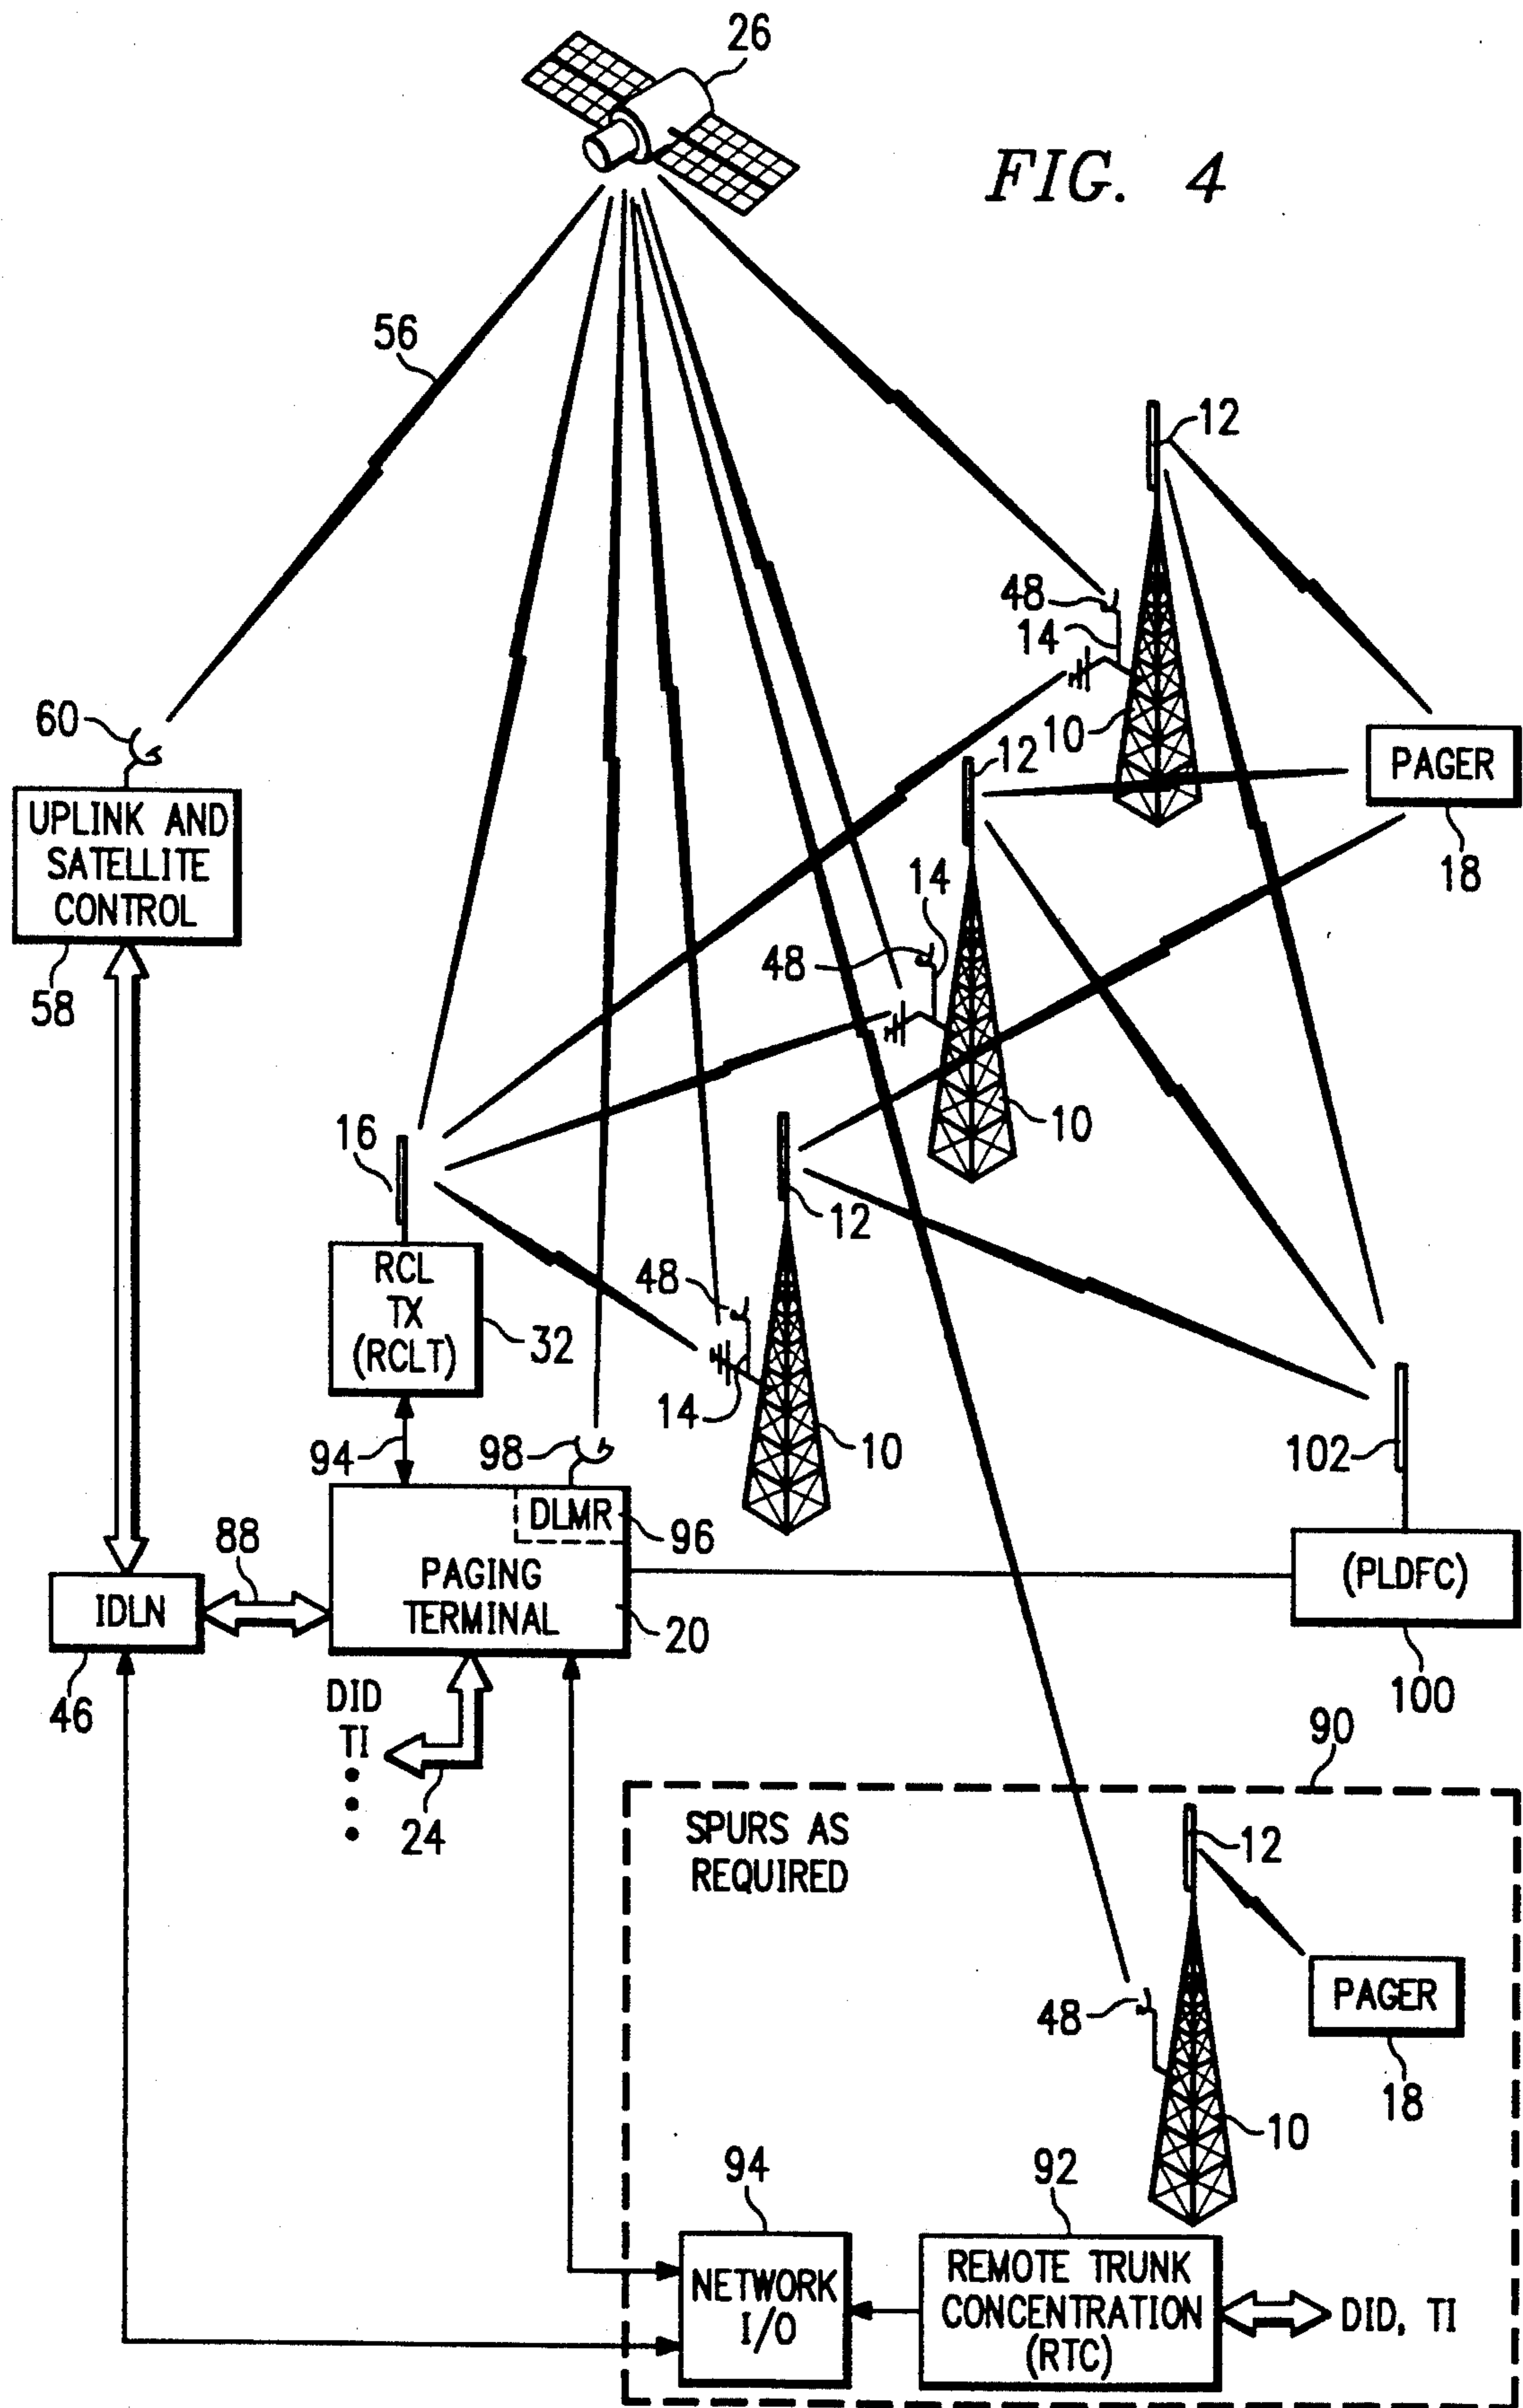 26
FIG. 4
56
12
48
14
60
10
12
PAGER
UPLINK AND
SATELLITE
CONTROL
18
14
48
58
16
10
12
RCL
TX
(RCLT)
32
48
14
10
94
98
102
DLMR
96
88
PAGING
TERMINAL
20
(PLDFC)
IDLN
46
100
DID
TI
24
90
SPURS AS
REQUIRED
12
48
PAGER
18
10
94
92
NETWORK
I/O
REMOTE TRUNK
CONCENTRATION
(RTC)
DID, TI